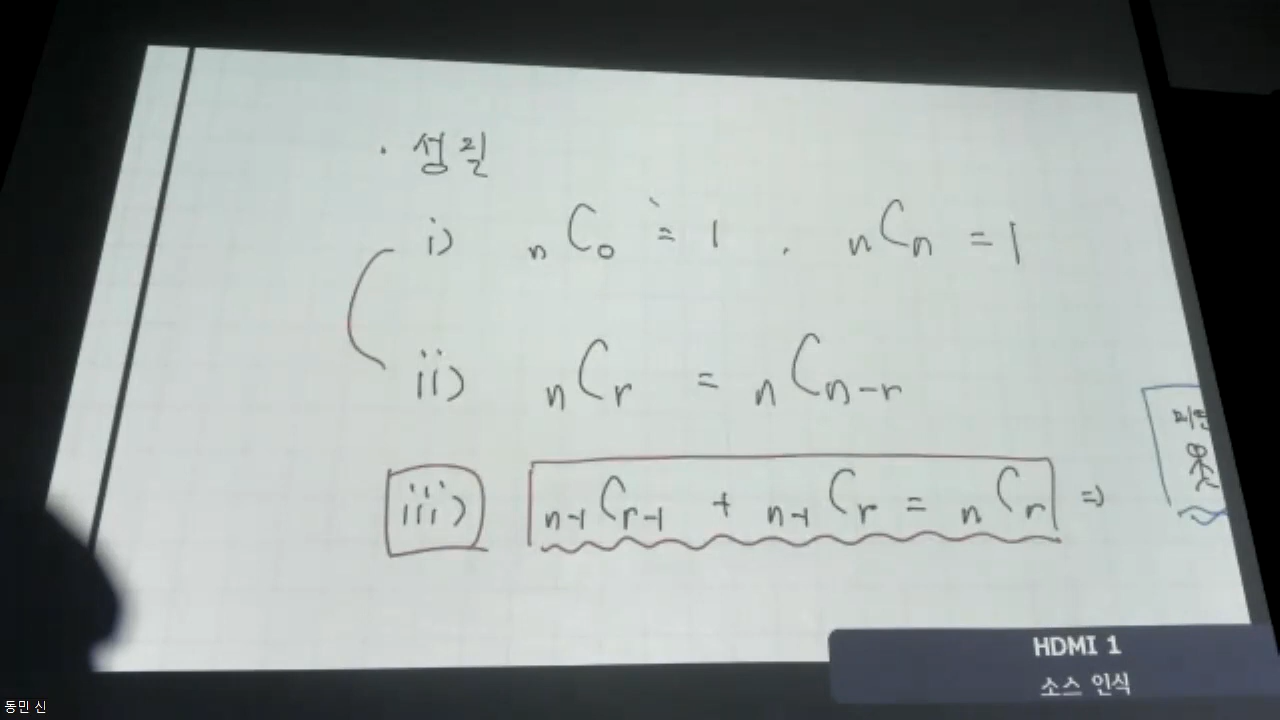 · 성질
i) ₙC₀ = 1 . ₙCₙ = 1
ii) ₙCᵣ = ₙCₙ₋ᵣ
iii) ₙ₋₁Cᵣ₋₁ + ₙ₋₁Cᵣ = ₙCᵣ ⇒
HDMI 1
소스 인식
동민 신